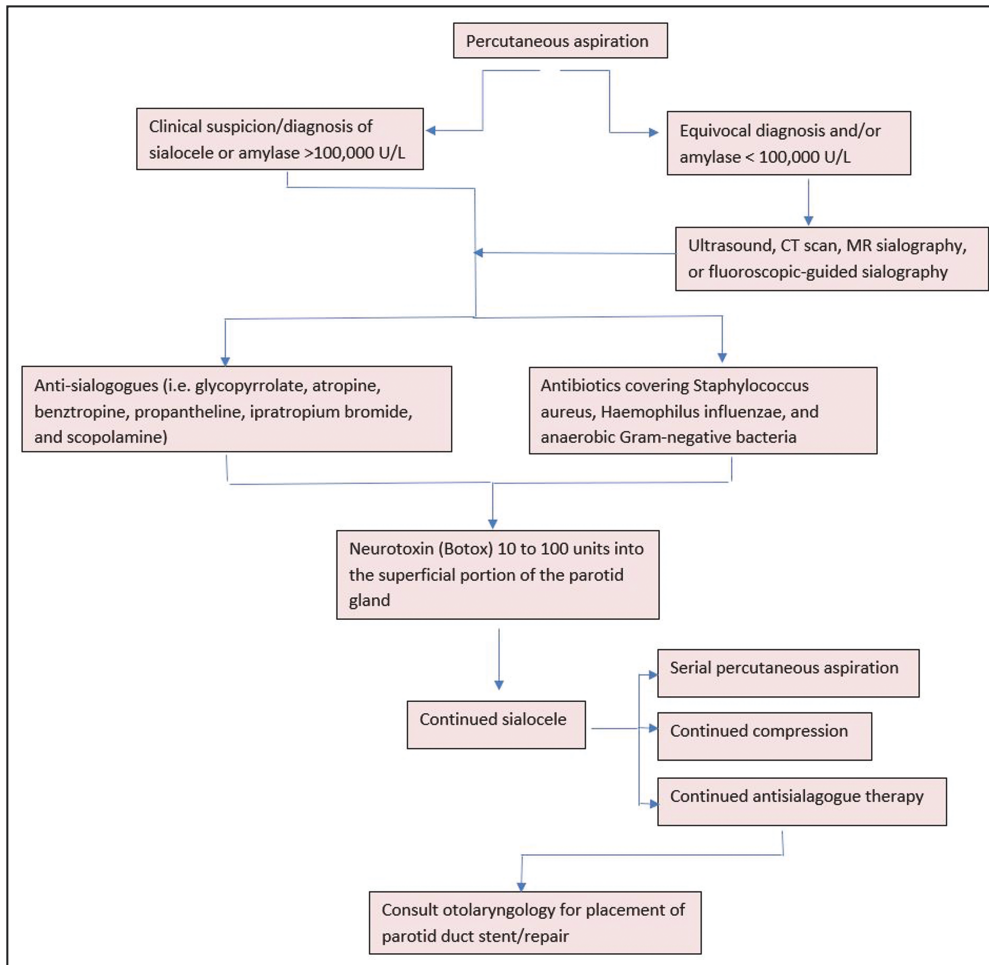 Percutaneous aspiration
Clinical suspicion/diagnosis of
sialocele or amylase >100,000 U/L
Equivocal diagnosis and/or
amylase < 100,000 U/L
Ultrasound, CT scan, MR sialography,
or fluoroscopic-guided sialography
Anti-sialogogues (i.e. glycopyrrolate, atropine,
benztropine, propantheline, ipratropium bromide,
and scopolamine)
Antibiotics covering Staphylococcus
aureus, Haemophilus influenzae, and
anaerobic Gram-negative bacteria
Neurotoxin (Botox) 10 to 100 units into
the superficial portion of the parotid
gland
Continued sialocele
Serial percutaneous aspiration
Continued compression
Continued antisialagogue therapy
Consult otolaryngology for placement of
parotid duct stent/repair